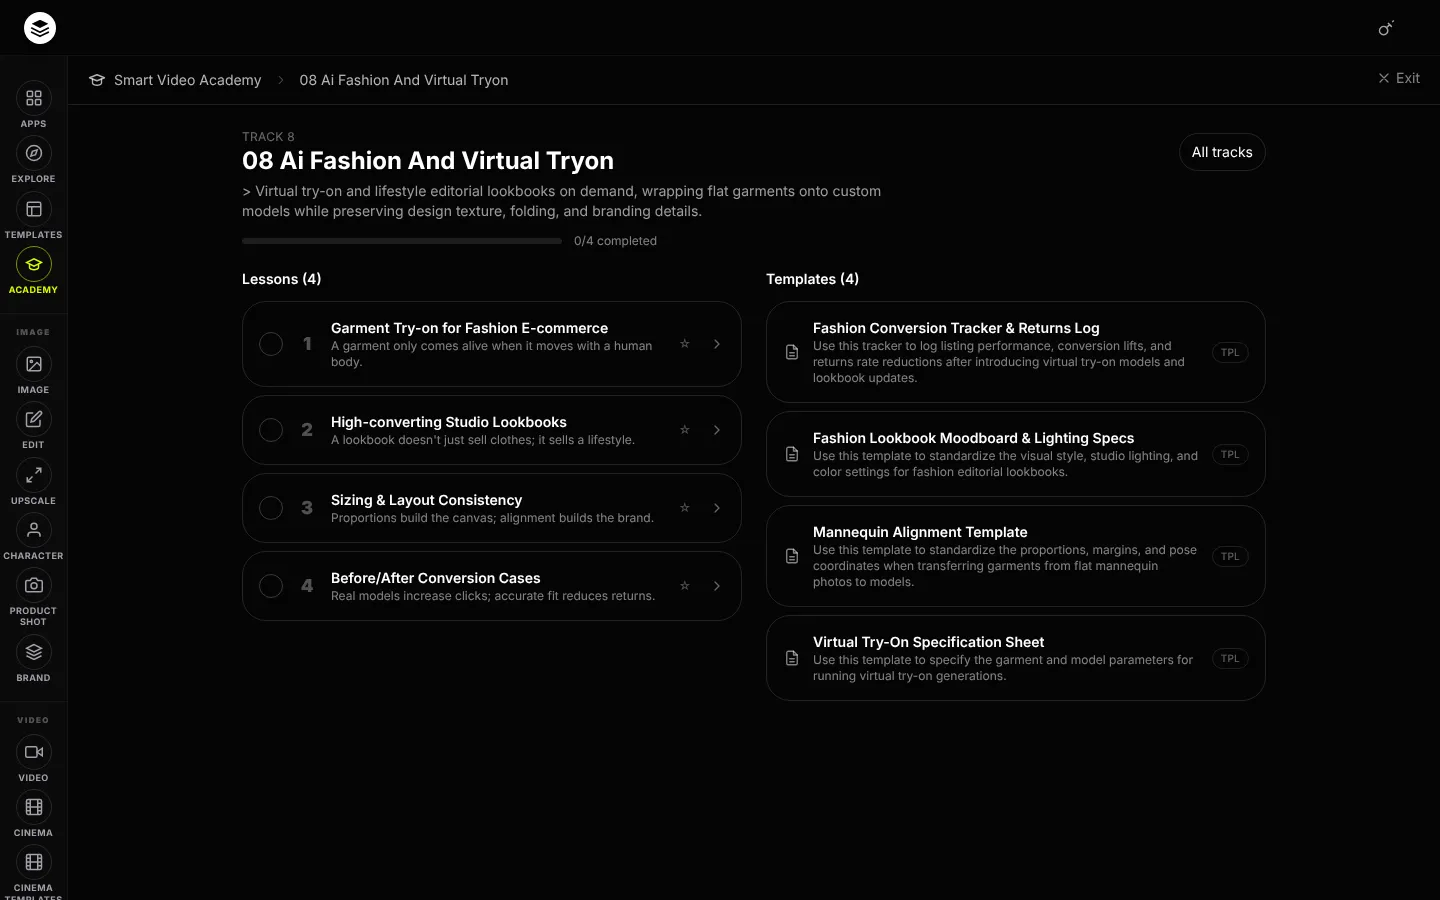 Smart Video Academy
08 Ai Fashion And Virtual Tryon
Exit
APPS
EXPLORE
TEMPLATES
ACADEMY
IMAGE
IMAGE
EDIT
UPSCALE
CHARACTER
PRODUCT
SHOT
BRAND
VIDEO
VIDEO
CINEMA
CINEMA
TEMPLATES
TRACK 8
08 Ai Fashion And Virtual Tryon
All tracks
> Virtual try-on and lifestyle editorial lookbooks on demand, wrapping flat garments onto custom
models while preserving design texture, folding, and branding details.
0/4 completed
Lessons (4)
1
Garment Try-on for Fashion E-commerce
A garment only comes alive when it moves with a human
body.
2
High-converting Studio Lookbooks
A lookbook doesn't just sell clothes; it sells a lifestyle.
3
Sizing & Layout Consistency
Proportions build the canvas; alignment builds the brand.
4
Before/After Conversion Cases
Real models increase clicks; accurate fit reduces returns.
Templates (4)
Fashion Conversion Tracker & Returns Log
Use this tracker to log listing performance, conversion lifts, and
returns rate reductions after introducing virtual try-on models and
lookbook updates.
TPL
Fashion Lookbook Moodboard & Lighting Specs
Use this template to standardize the visual style, studio lighting, and
color settings for fashion editorial lookbooks.
TPL
Mannequin Alignment Template
Use this template to standardize the proportions, margins, and pose
coordinates when transferring garments from flat mannequin
photos to models.
TPL
Virtual Try-On Specification Sheet
Use this template to specify the garment and model parameters for
running virtual try-on generations.
TPL